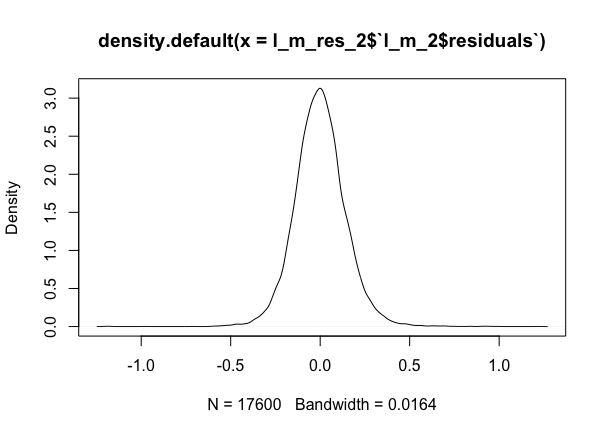 density.default(x = l_m_res_2$`l_m_2$residuals`)
Density
3.0
2.5
2.0
1.5
1.0
0.5
0.0
-1.0 -0.5 0.0 0.5 1.0
N = 17600 Bandwidth = 0.0164